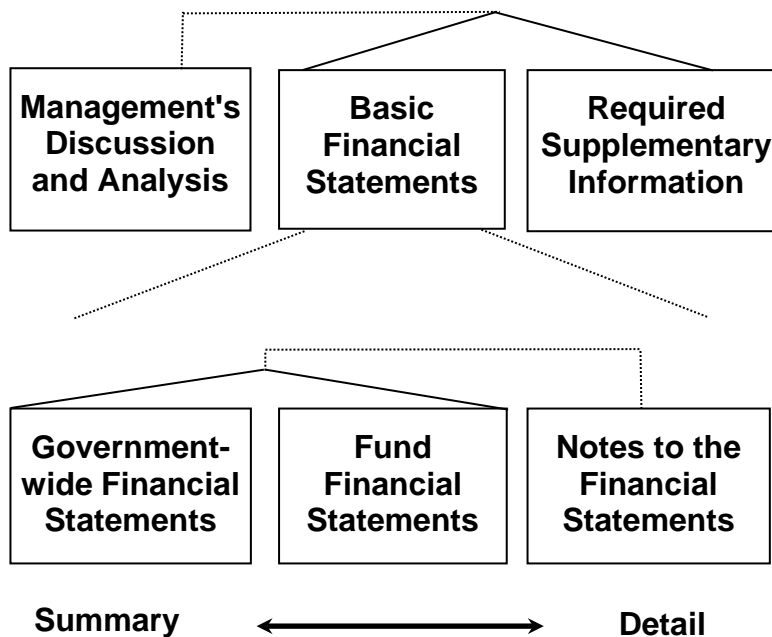 Management's
Discussion
and Analysis
Basic
Financial
Statements
Required
Supplementary
Information
Government-
wide Financial
Statements
Fund
Financial
Statements
Notes to the
Financial
Statements
Summary
Detail